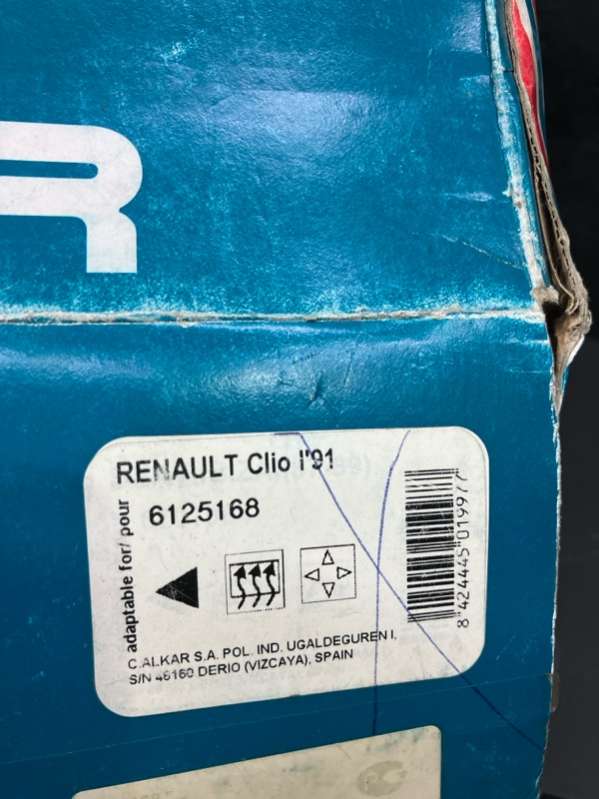 R
RENAULT Clio I'91
adaptable for/ pour
6125168
8 424445 019977
C.ALKAR S.A. POL. IND. UGALDEGUREN I,
S/N 48160 DERIO (VIZCAYA), SPAIN